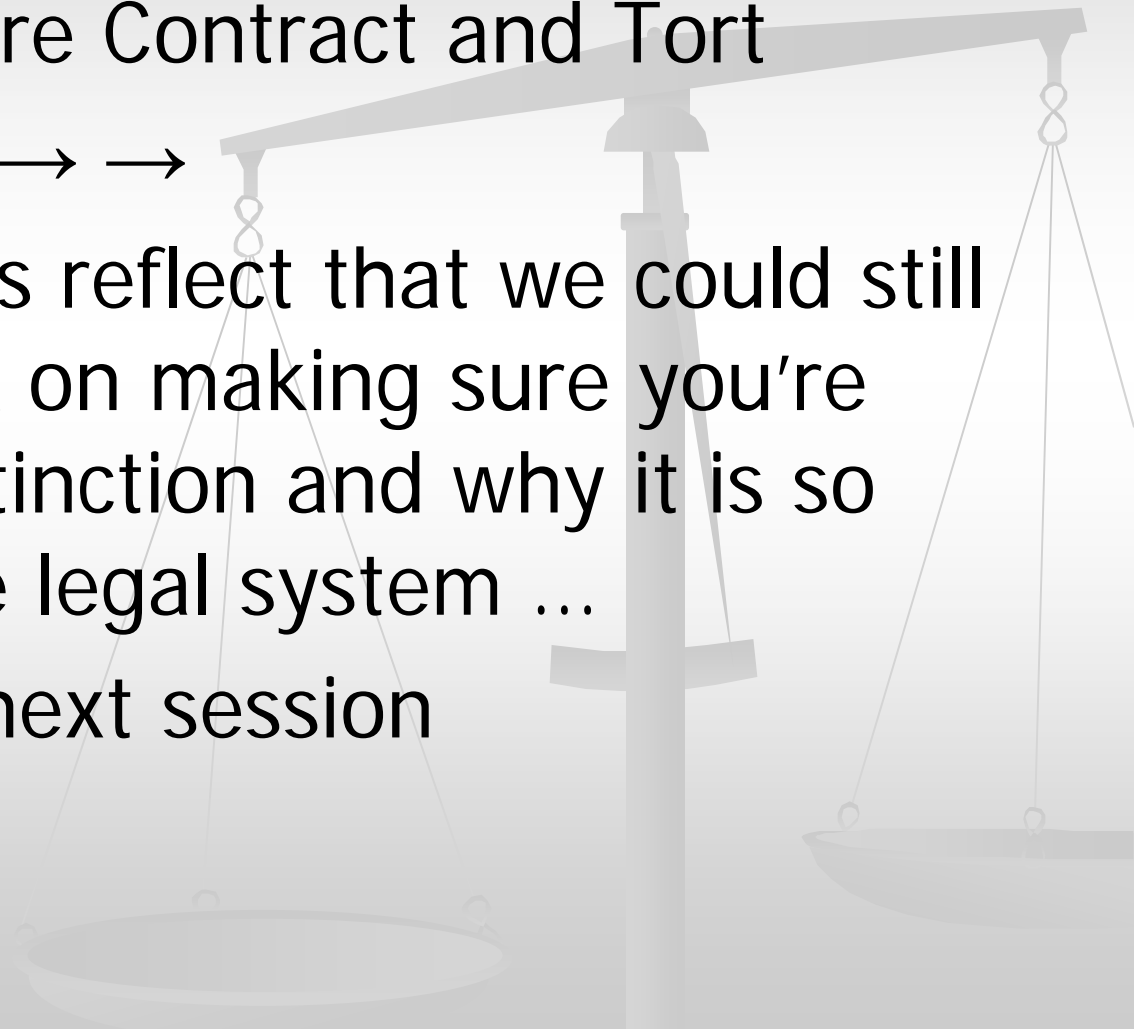 re Contract and Tort
→ →
s reflect that we could still
on making sure you're
tinction and why it is so
e legal system ...
next session